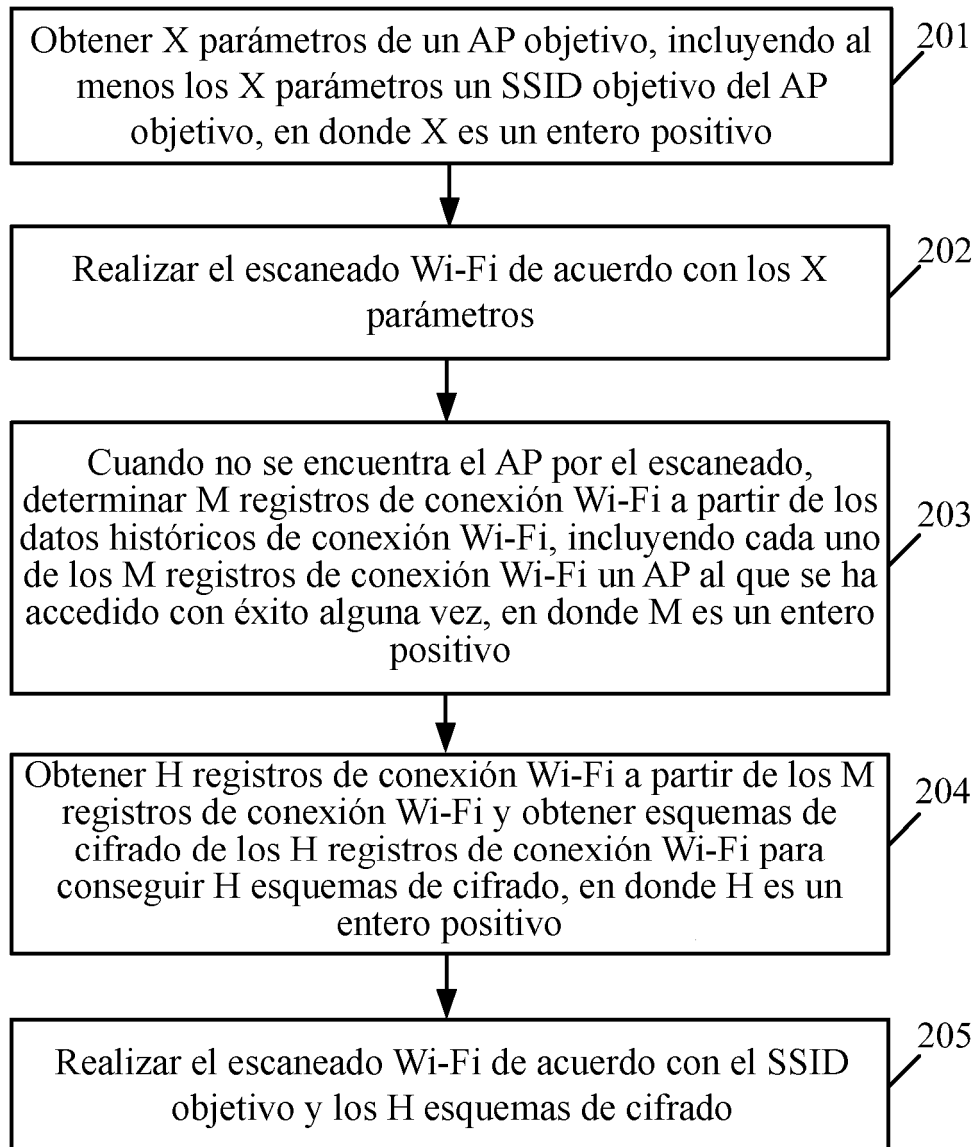 Obtener X parámetros de un AP objetivo, incluyendo al
menos los X parámetros un SSID objetivo del AP
objetivo, en donde X es un entero positivo
201
Realizar el escaneado Wi-Fi de acuerdo con los X
parámetros
202
Cuando no se encuentra el AP por el escaneado,
determinar M registros de conexión Wi-Fi a partir de los
datos históricos de conexión Wi-Fi, incluyendo cada uno
de los M registros de conexión Wi-Fi un AP al que se ha
accedido con éxito alguna vez, en donde M es un entero
positivo
203
Obtener H registros de conexión Wi-Fi a partir de los M
registros de conexión Wi-Fi y obtener esquemas de
cifrado de los H registros de conexión Wi-Fi para
conseguir H esquemas de cifrado, en donde H es un
entero positivo
204
Realizar el escaneado Wi-Fi de acuerdo con el SSID
objetivo y los H esquemas de cifrado
205